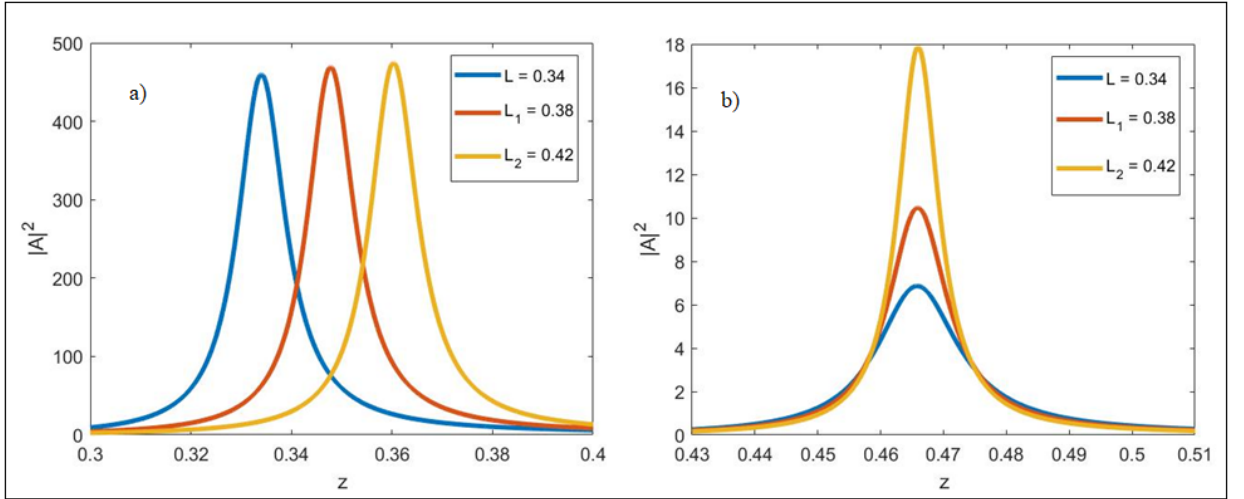 a)
500
400
300
200
100
0
0.3 0.32 0.34 0.36 0.38 0.4
|A|²
z
L = 0.34
L₁ = 0.38
L₂ = 0.42
b)
18
16
14
12
10
8
6
4
2
0
0.43 0.44 0.45 0.46 0.47 0.48 0.49 0.5 0.51
|A|²
z
L = 0.34
L₁ = 0.38
L₂ = 0.42